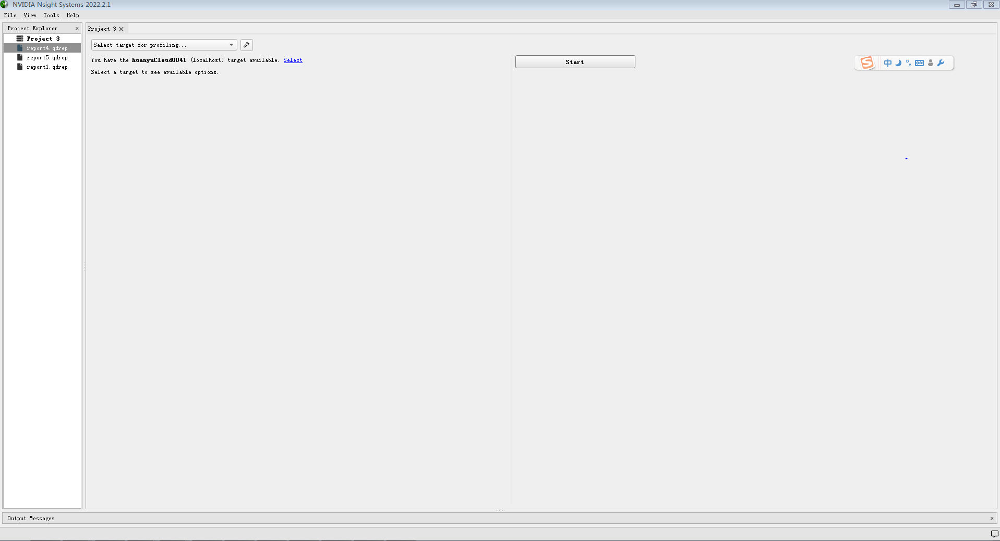 NVIDIA Nsight Systems 2022.2.1
File View Tools Help
Project Explorer
Project 3
report4.qdrep
report5.qdrep
report1.qdrep
Project 3
Select target for profiling...
You have the huanyuCloud0041 (localhost) target available. Select
Select a target to see available options.
Start
S 中
Output Messages